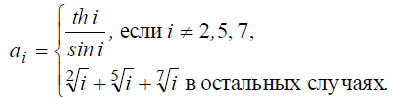 a_i = { th i / sin i, если i ≠ 2,5,7,
∛[2]{i} + ∛[5]{i} + ∛[7]{i} в остальных случаях.